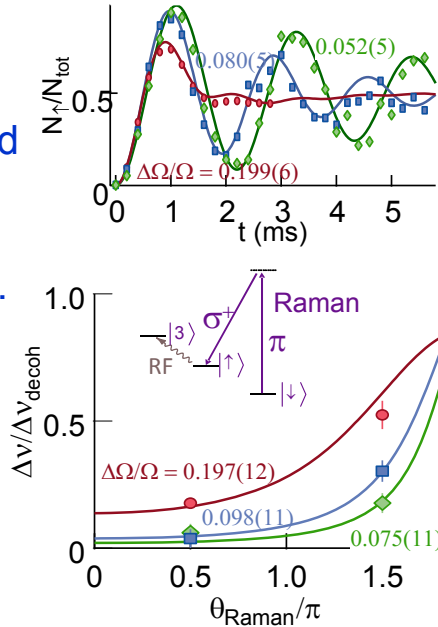 N↑/Ntot
0.5
0
0.080(5)
0.052(5)
ΔΩ/Ω = 0.199(6)
0 1 2 3 4 5
t (ms)
d
.
Δν/Δνdecoh
1.0
0.5
0
Raman
σ+
π
|3⟩
RF
|↑⟩
|↓⟩
ΔΩ/Ω = 0.197(12)
0.098(11)
0.075(11)
0 0.5 1.0 1.5
θRaman/π